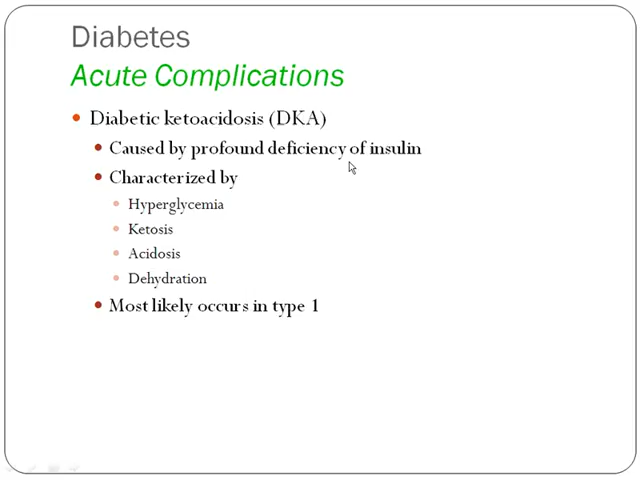 Diabetes
Acute Complications
Diabetic ketoacidosis (DKA)
Caused by profound deficiency of insulin
Characterized by
Hyperglycemia
Ketosis
Acidosis
Dehydration
Most likely occurs in type 1